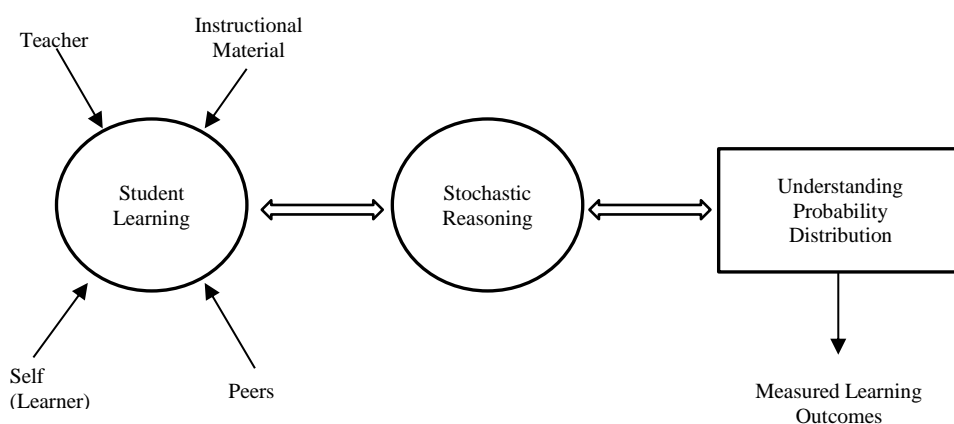 Teacher
Instructional
Material
Student
Learning
Stochastic
Reasoning
Understanding
Probability
Distribution
Self
(Learner)
Peers
Measured Learning
Outcomes